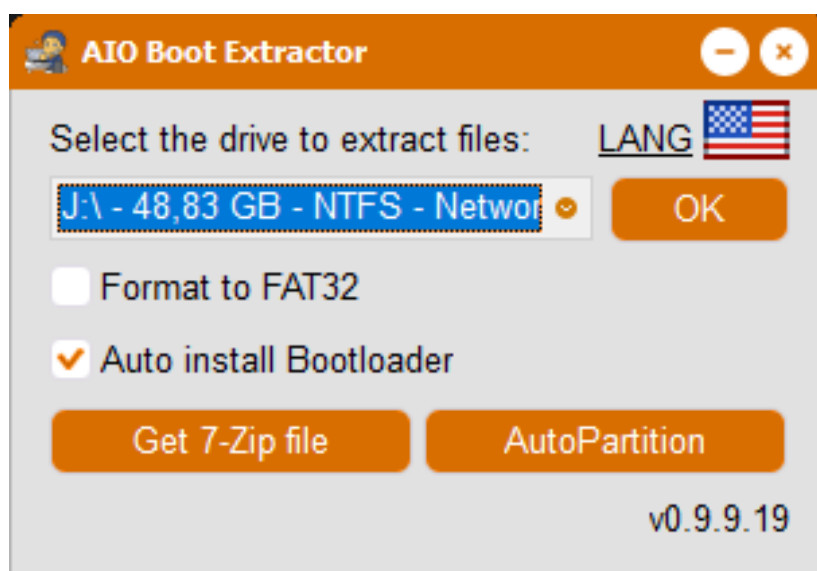 AIO Boot Extractor
Select the drive to extract files: LANG
J:\ - 48,83 GB - NTFS - Networ OK
Format to FAT32
Auto install Bootloader
Get 7-Zip file AutoPartition
v0.9.9.19